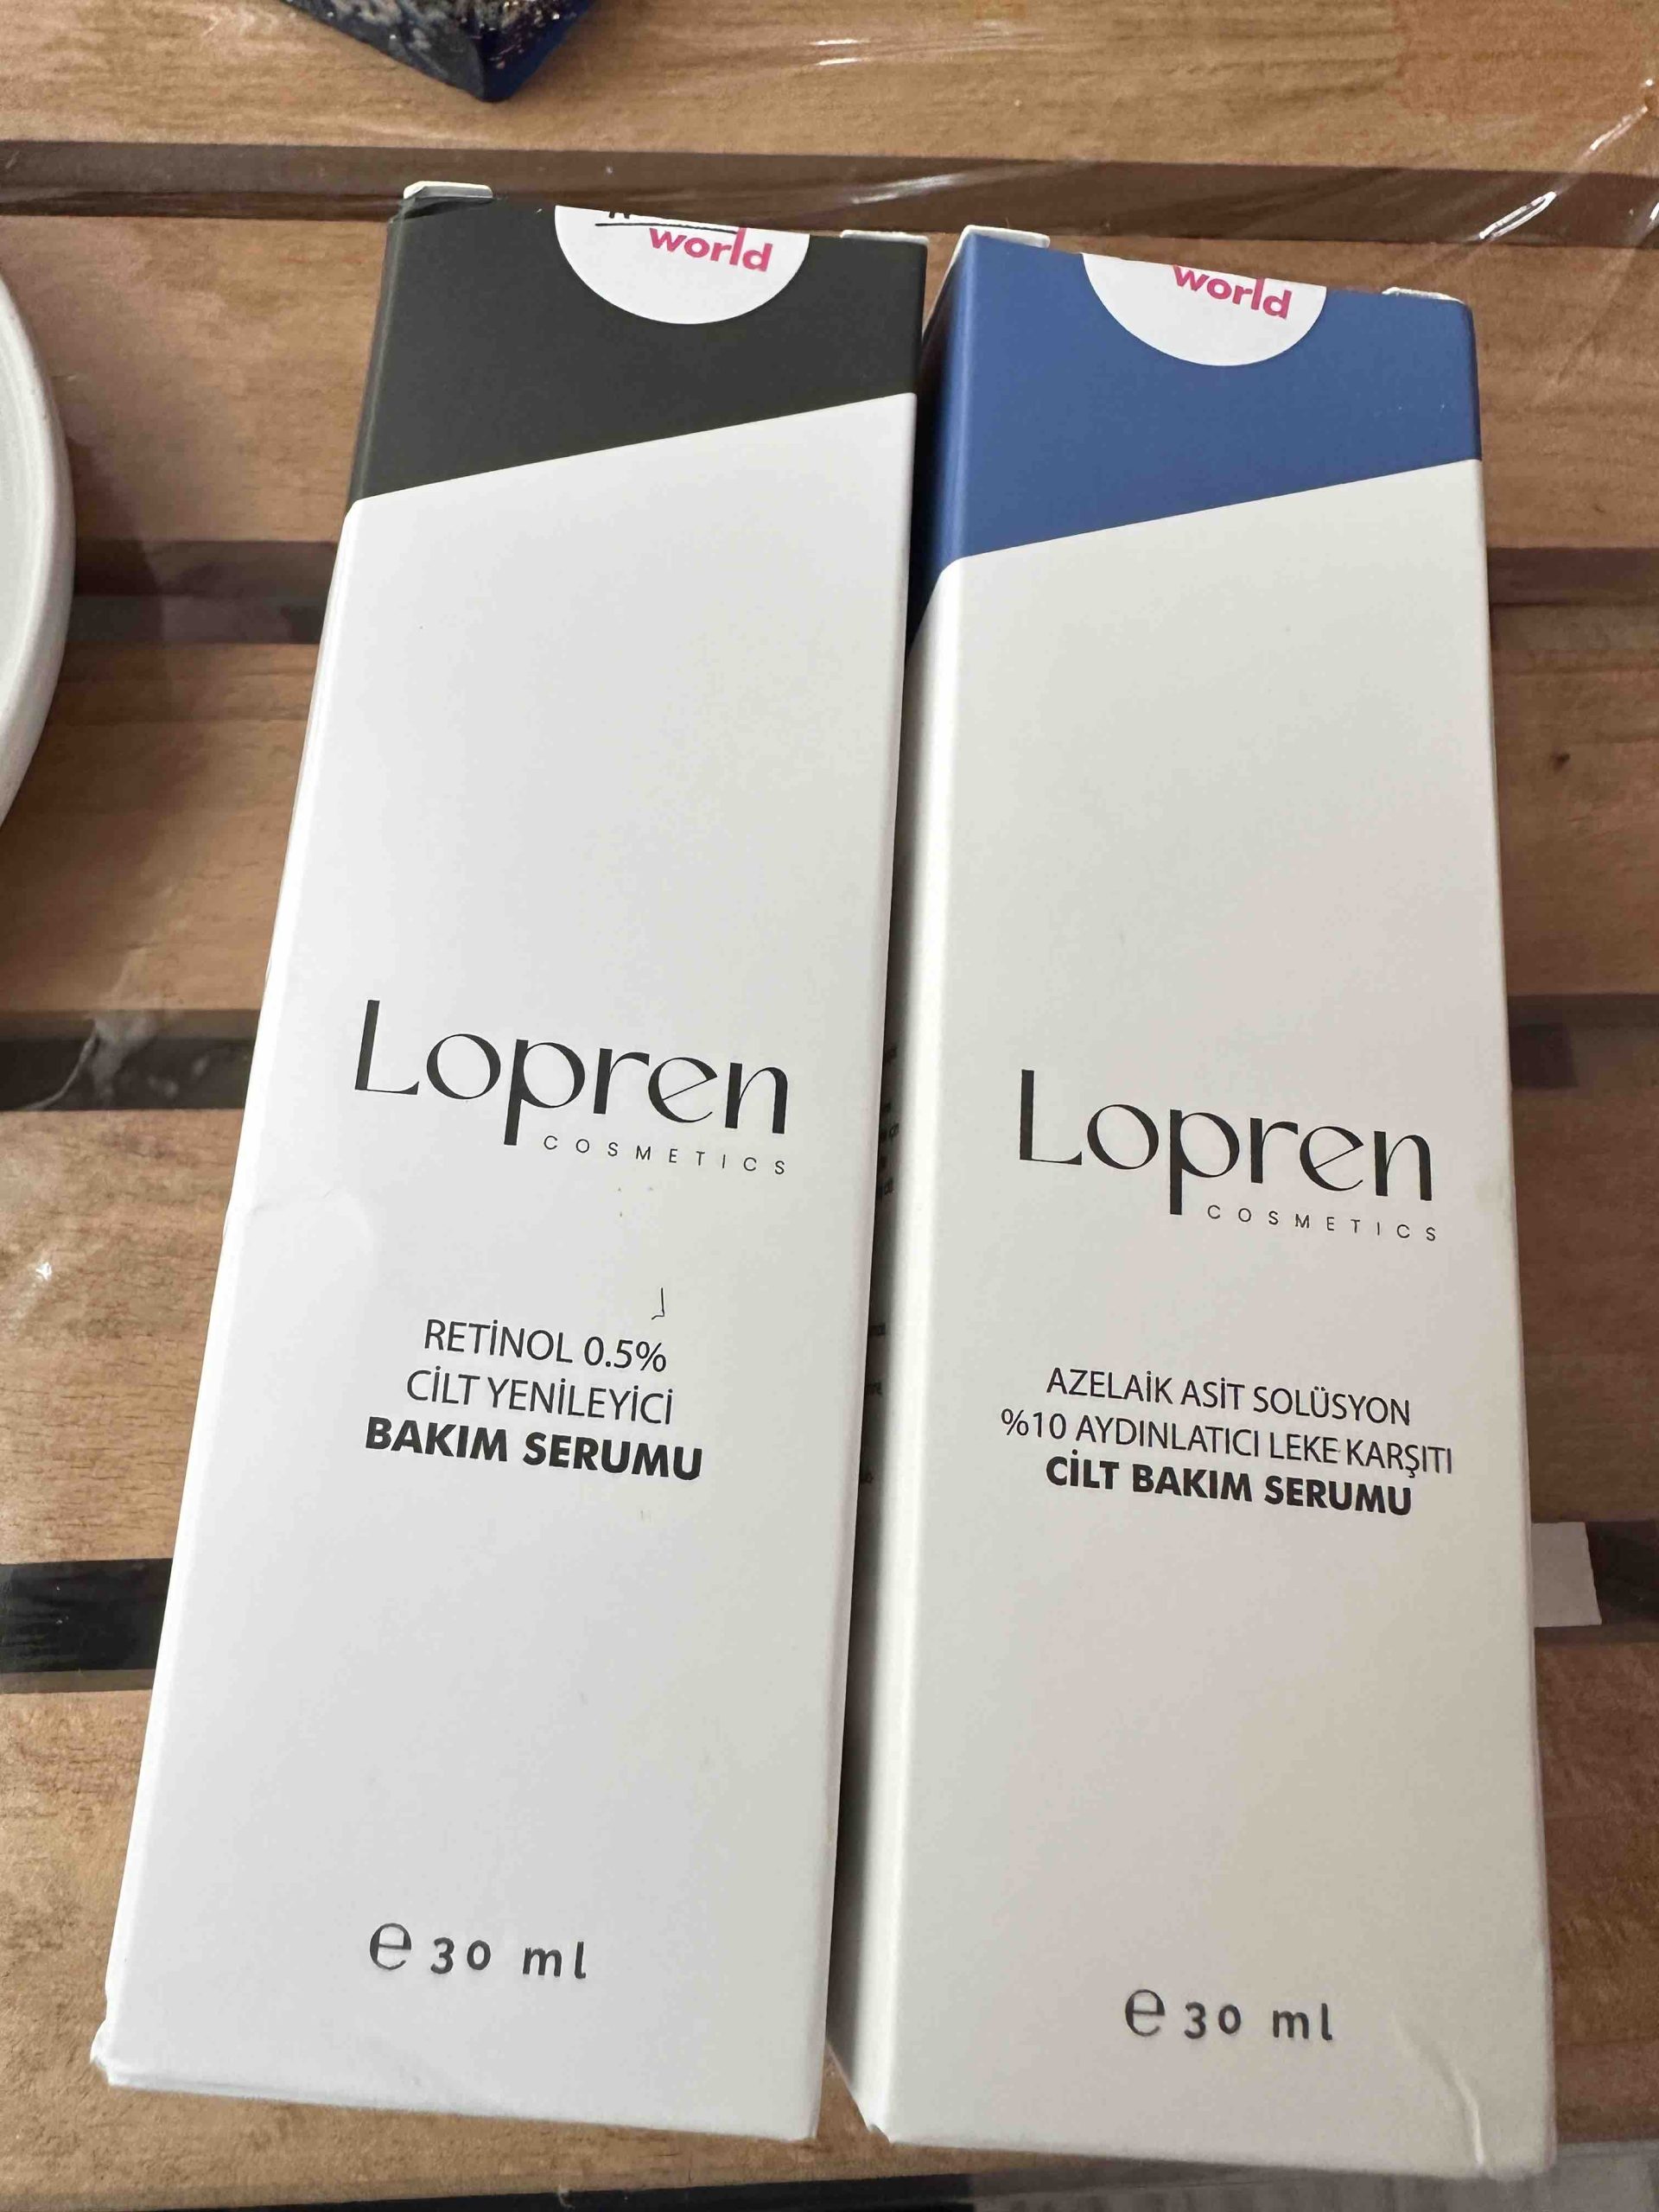 world
Lopren
COSMETICS
RETİNOL 0.5%
CİLT YENİLEYİCİ
BAKIM SERUMU
℮ 30 ml
world
Lopren
COSMETICS
AZELAİK ASİT SOLÜSYON
%10 AYDINLATICI LEKE KARŞITI
CİLT BAKIM SERUMU
℮ 30 ml